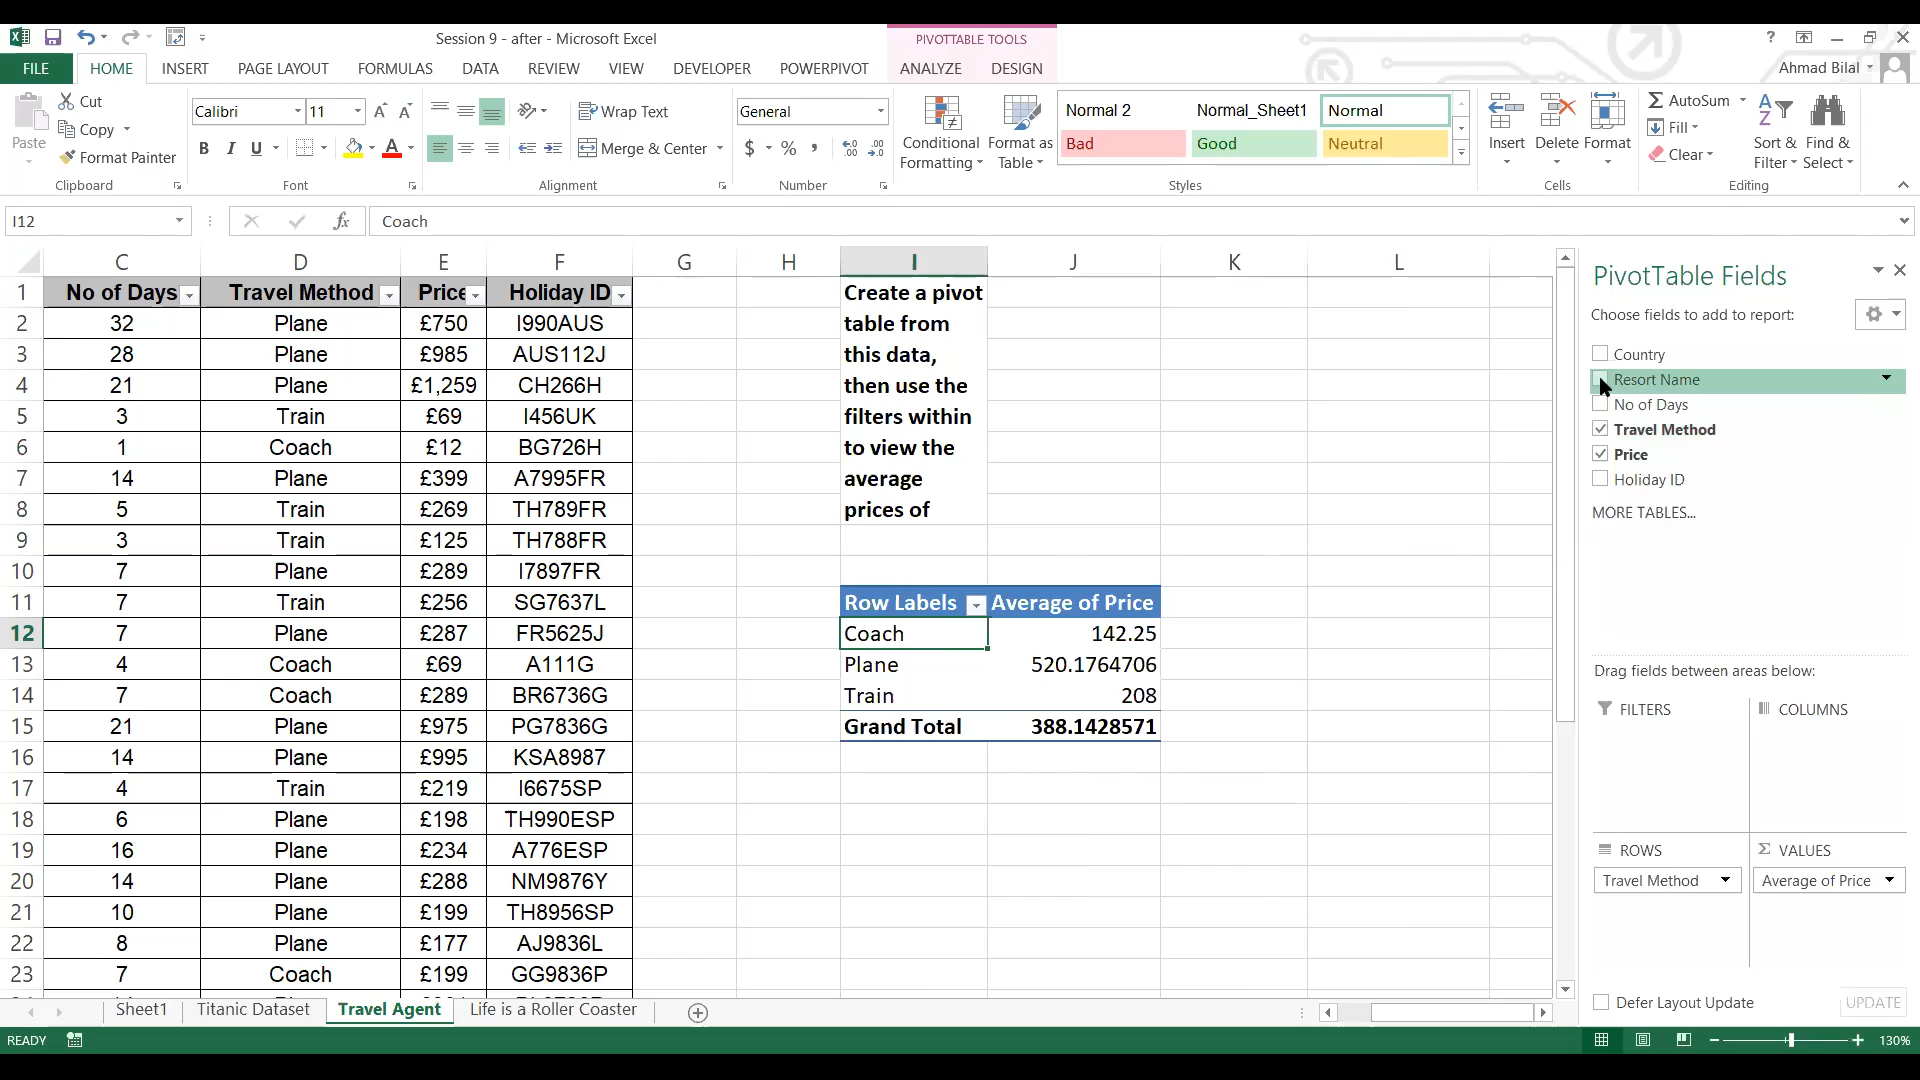 Session 9 - after - Microsoft Excel
PIVOTTABLE TOOLS
?
FILE HOME INSERT PAGE LAYOUT FORMULAS DATA REVIEW VIEW DEVELOPER POWERPIVOT ANALYZE DESIGN
Ahmad Bilal
Paste
Cut
Copy
Format Painter
Clipboard
Calibri 11
B I U
Font
Wrap Text
Merge & Center
Alignment
General
$ % ,
Number
Conditional Formatting
Format as Table
Normal 2 Normal_Sheet1 Normal
Bad Good Neutral
Styles
Insert Delete Format
Cells
AutoSum
Fill
Clear
Sort & Filter
Find & Select
Editing
I12 fx Coach
C D E F G H I J K L
1 No of Days Travel Method Price Holiday ID
2 32 Plane £750 I990AUS
3 28 Plane £985 AUS112J
4 21 Plane £1,259 CH266H
5 3 Train £69 I456UK
6 1 Coach £12 BG726H
7 14 Plane £399 A7995FR
8 5 Train £269 TH789FR
9 3 Train £125 TH788FR
10 7 Plane £289 I7897FR
11 7 Train £256 SG7637L
12 7 Plane £287 FR5625J
13 4 Coach £69 A111G
14 7 Coach £289 BR6736G
15 21 Plane £975 PG7836G
16 14 Plane £995 KSA8987
17 4 Train £219 I6675SP
18 6 Plane £198 TH990ESP
19 16 Plane £234 A776ESP
20 14 Plane £288 NM9876Y
21 10 Plane £199 TH8956SP
22 8 Plane £177 AJ9836L
23 7 Coach £199 GG9836P
Create a pivot
table from
this data,
then use the
filters within
to view the
average
prices of
Row Labels Average of Price
Coach 142.25
Plane 520.1764706
Train 208
Grand Total 388.1428571
PivotTable Fields
Choose fields to add to report:
Country
Resort Name
No of Days
Travel Method
Price
Holiday ID
MORE TABLES...
Drag fields between areas below:
FILTERS COLUMNS
ROWS VALUES
Travel Method Average of Price
Defer Layout Update UPDATE
Sheet1 Titanic Dataset Travel Agent Life is a Roller Coaster
READY
130%